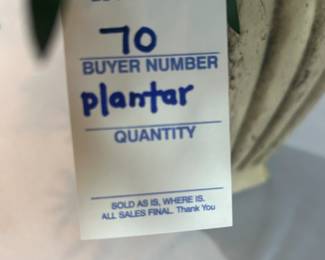 70
BUYER NUMBER
plantar
QUANTITY
SOLD AS IS, WHERE IS.
ALL SALES FINAL. Thank You